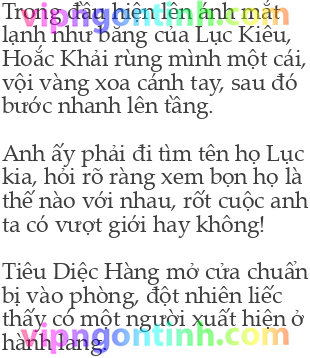 Trong đầu hiện lên ánh mắt
lạnh như băng của Lục Kiêu,
Hoắc Khải rùng mình một cái,
vội vàng xoa cánh tay, sau đó
bước nhanh lên tầng.
Anh ấy phải đi tìm tên họ Lục
kia, hỏi rõ ràng xem bọn họ là
thế nào với nhau, rốt cuộc anh
ta có vượt giới hay không!
Tiêu Diệc Hàng mở cửa chuẩn
bị vào phòng, đột nhiên liếc
thấy có một người xuất hiện ở
hành lang.
vipngontinh.com
vipngontinh.com